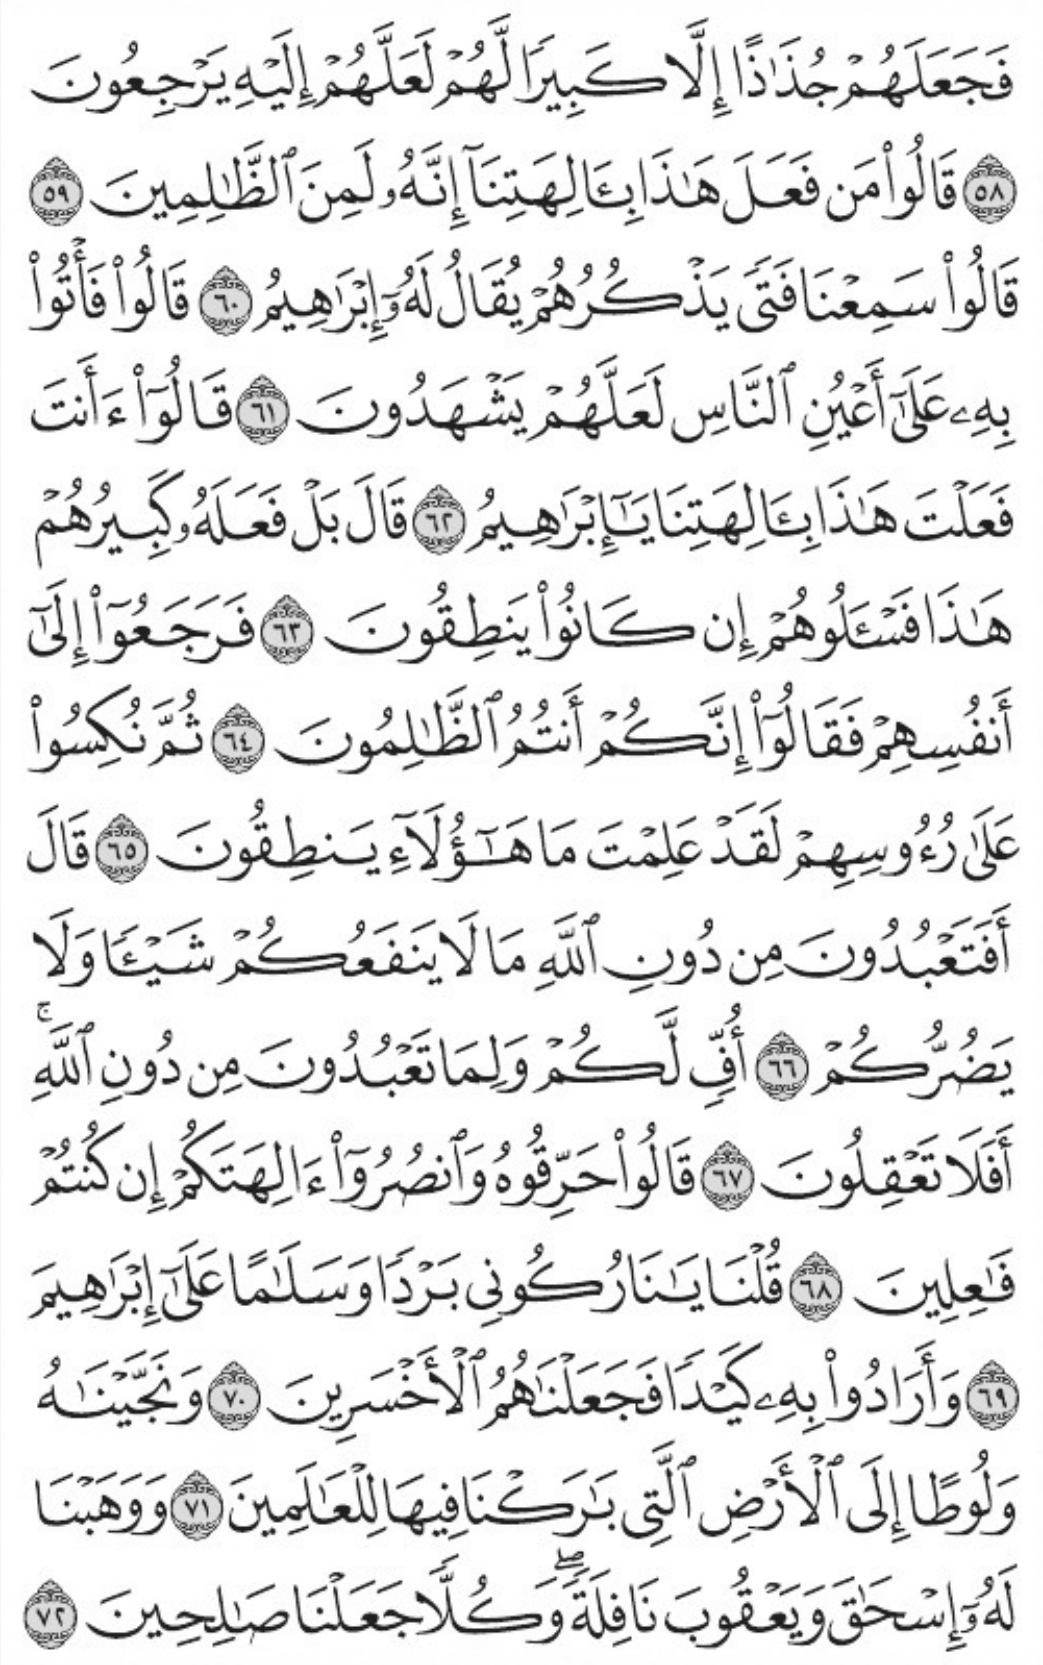 فَجَعَلَهُمْ جُذَٰذًا إِلَّا كَبِيرًا لَّهُمْ لَعَلَّهُمْ إِلَيْهِ يَرْجِعُونَ
٥٨ قَالُوا۟ مَن فَعَلَ هَٰذَا بِـَٔالِهَتِنَآ إِنَّهُۥ لَمِنَ ٱلظَّٰلِمِينَ ٥٩
قَالُوا۟ سَمِعْنَا فَتًى يَذْكُرُهُمْ يُقَالُ لَهُۥٓ إِبْرَٰهِيمُ ٦٠ قَالُوا۟ فَأْتُوا۟
بِهِۦ عَلَىٰٓ أَعْيُنِ ٱلنَّاسِ لَعَلَّهُمْ يَشْهَدُونَ ٦١ قَالُوٓا۟ ءَأَنتَ
فَعَلْتَ هَٰذَا بِـَٔالِهَتِنَا يَٰٓإِبْرَٰهِيمُ ٦٢ قَالَ بَلْ فَعَلَهُۥ كَبِيرُهُمْ
هَٰذَا فَسْـَٔلُوهُمْ إِن كَانُوا۟ يَنطِقُونَ ٦٣ فَرَجَعُوٓا۟ إِلَىٰٓ
أَنفُسِهِمْ فَقَالُوٓا۟ إِنَّكُمْ أَنتُمُ ٱلظَّٰلِمُونَ ٦٤ ثُمَّ نُكِسُوا۟
عَلَىٰ رُءُوسِهِمْ لَقَدْ عَلِمْتَ مَا هَٰٓؤُلَآءِ يَنطِقُونَ ٦٥ قَالَ
أَفَتَعْبُدُونَ مِن دُونِ ٱللَّهِ مَا لَا يَنفَعُكُمْ شَيْـًٔا وَلَا
يَضُرُّكُمْ ٦٦ أُفٍّ لَّكُمْ وَلِمَا تَعْبُدُونَ مِن دُونِ ٱللَّهِۚ
أَفَلَا تَعْقِلُونَ ٦٧ قَالُوا۟ حَرِّقُوهُ وَٱنصُرُوٓا۟ ءَالِهَتَكُمْ إِن كُنتُمْ
فَٰعِلِينَ ٦٨ قُلْنَا يَٰنَارُ كُونِى بَرْدًا وَسَلَٰمًا عَلَىٰٓ إِبْرَٰهِيمَ
٦٩ وَأَرَادُوا۟ بِهِۦ كَيْدًا فَجَعَلْنَٰهُمُ ٱلْأَخْسَرِينَ ٧٠ وَنَجَّيْنَٰهُ
وَلُوطًا إِلَى ٱلْأَرْضِ ٱلَّتِى بَٰرَكْنَا فِيهَا لِلْعَٰلَمِينَ ٧١ وَوَهَبْنَا
لَهُۥٓ إِسْحَٰقَ وَيَعْقُوبَ نَافِلَةًۖ وَكُلًّا جَعَلْنَا صَٰلِحِينَ ٧٢